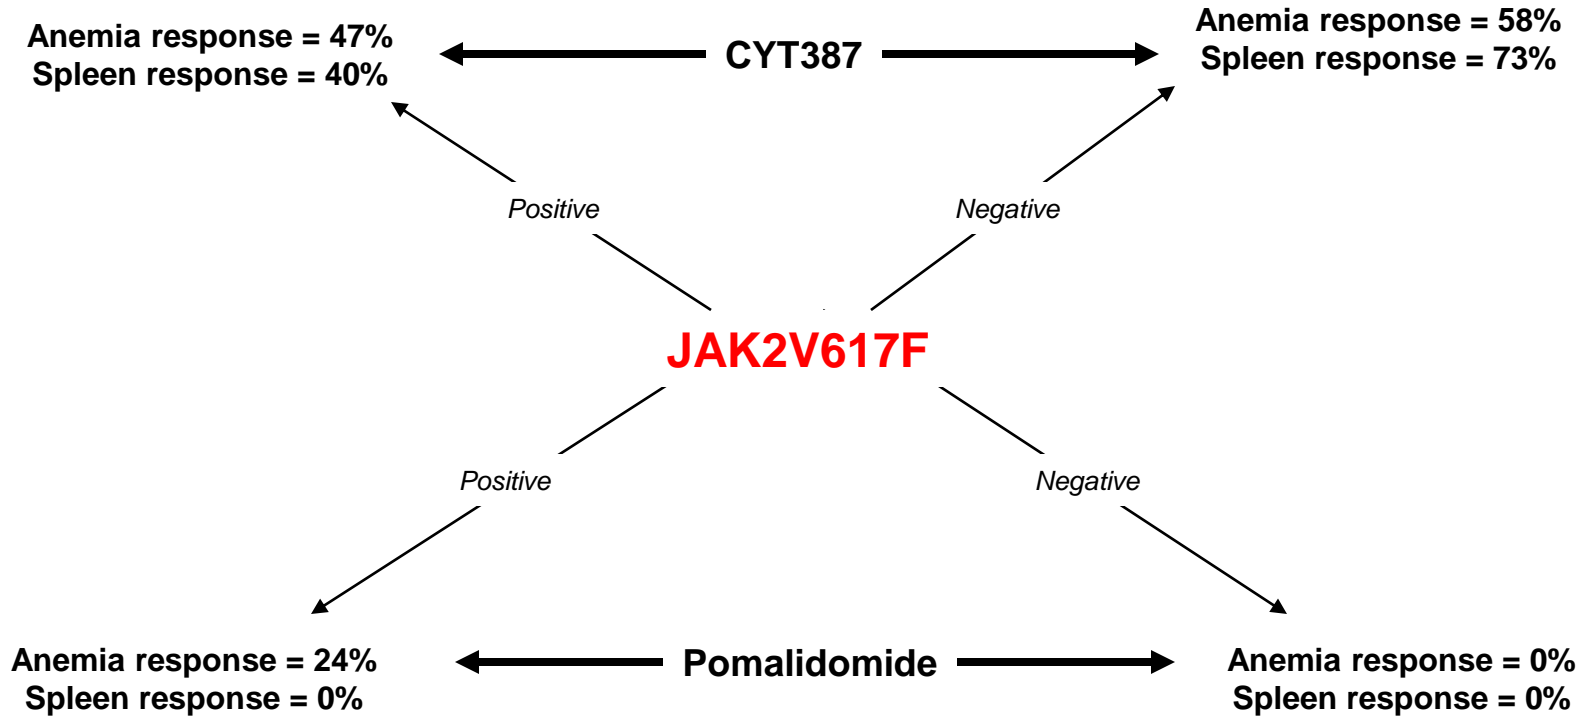 Anemia response = 47%
Spleen response = 40%
CYT387
Anemia response = 58%
Spleen response = 73%
Positive
Negative
JAK2V617F
Positive
Negative
Anemia response = 24%
Spleen response = 0%
Pomalidomide
Anemia response = 0%
Spleen response = 0%